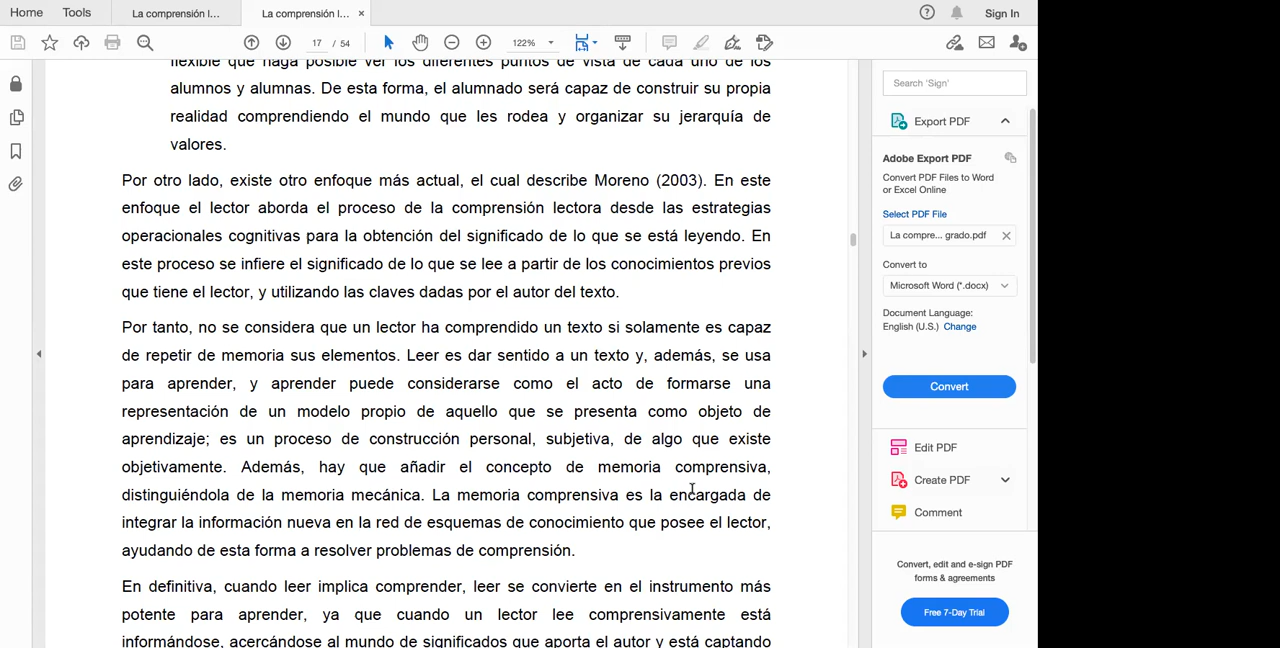 Home Tools La comprensión l... La comprensión l... × Sign In
17 / 54 122%
flexible que haga posible ver los diferentes puntos de vista de cada uno de los
alumnos y alumnas. De esta forma, el alumnado será capaz de construir su propia
realidad comprendiendo el mundo que les rodea y organizar su jerarquía de
valores.
Por otro lado, existe otro enfoque más actual, el cual describe Moreno (2003). En este
enfoque el lector aborda el proceso de la comprensión lectora desde las estrategias
operacionales cognitivas para la obtención del significado de lo que se está leyendo. En
este proceso se infiere el significado de lo que se lee a partir de los conocimientos previos
que tiene el lector, y utilizando las claves dadas por el autor del texto.
Por tanto, no se considera que un lector ha comprendido un texto si solamente es capaz
de repetir de memoria sus elementos. Leer es dar sentido a un texto y, además, se usa
para aprender, y aprender puede considerarse como el acto de formarse una
representación de un modelo propio de aquello que se presenta como objeto de
aprendizaje; es un proceso de construcción personal, subjetiva, de algo que existe
objetivamente. Además, hay que añadir el concepto de memoria comprensiva,
distinguiéndola de la memoria mecánica. La memoria comprensiva es la encargada de
integrar la información nueva en la red de esquemas de conocimiento que posee el lector,
ayudando de esta forma a resolver problemas de comprensión.
En definitiva, cuando leer implica comprender, leer se convierte en el instrumento más
potente para aprender, ya que cuando un lector lee comprensivamente está
informándose, acercándose al mundo de significados que aporta el autor y está captando
Search 'Sign'
Export PDF
Adobe Export PDF
Convert PDF Files to Word
or Excel Online
Select PDF File
La compre... grado.pdf
Convert to
Microsoft Word (*.docx)
Document Language:
English (U.S.) Change
Convert
Edit PDF
Create PDF
Comment
Convert, edit and e-sign PDF
forms & agreements
Free 7-Day Trial